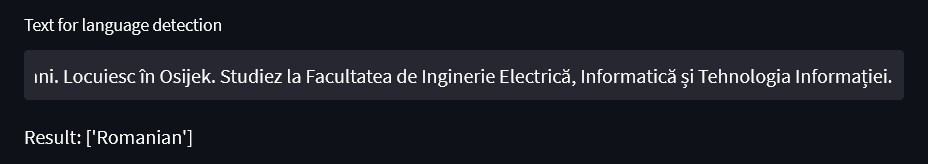 Text for language detection
ani. Locuiesc în Osijek. Studiez la Facultatea de Inginerie Electrică, Informatică și Tehnologia Informației.
Result: ['Romanian']